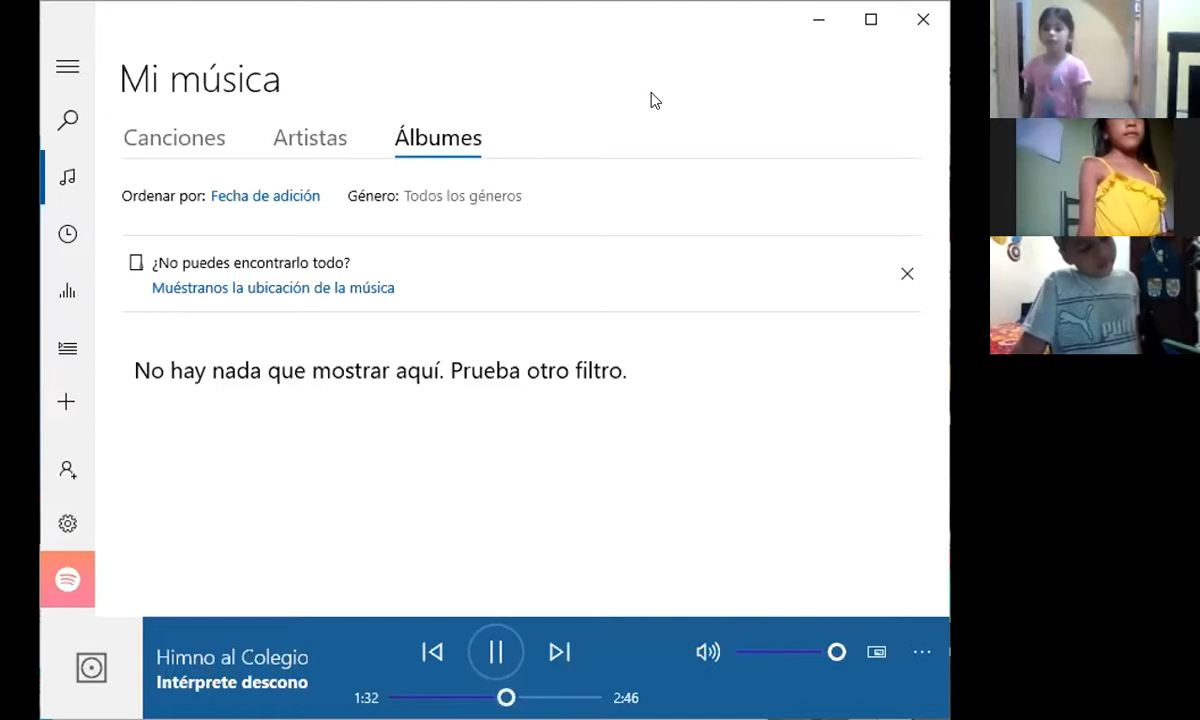 Mi música
Canciones Artistas Álbumes
Ordenar por: Fecha de adición Género: Todos los géneros
¿No puedes encontrarlo todo?
Muéstranos la ubicación de la música
No hay nada que mostrar aquí. Prueba otro filtro.
Himno al Colegio
Intérprete descono
1:32 2:46
PUMA